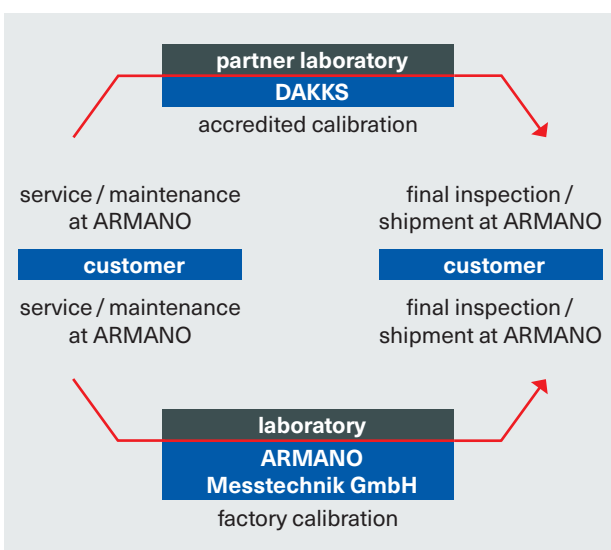 partner laboratory
DAKKS
accredited calibration
service / maintenance
at ARMANO
final inspection /
shipment at ARMANO
customer
customer
service / maintenance
at ARMANO
final inspection /
shipment at ARMANO
laboratory
ARMANO
Messtechnik GmbH
factory calibration